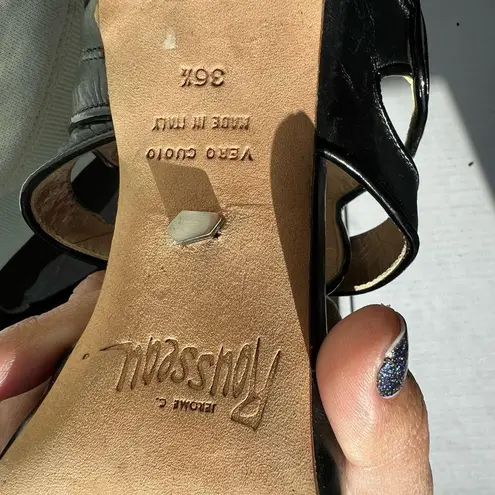 36½
MADE IN ITALY
VERO CUOIO
Rousseau
JEROME C.